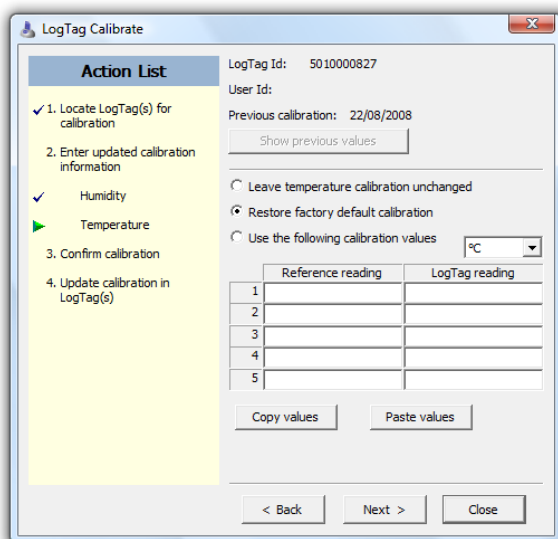 LogTag Calibrate
Action List
1. Locate LogTag(s) for
calibration
2. Enter updated calibration
information
Humidity
Temperature
3. Confirm calibration
4. Update calibration in
LogTag(s)
LogTag Id: 5010000827
User Id:
Previous calibration: 22/08/2008
Show previous values
Leave temperature calibration unchanged
Restore factory default calibration
Use the following calibration values
°C
Reference reading LogTag reading
1
2
3
4
5
Copy values Paste values
< Back Next > Close